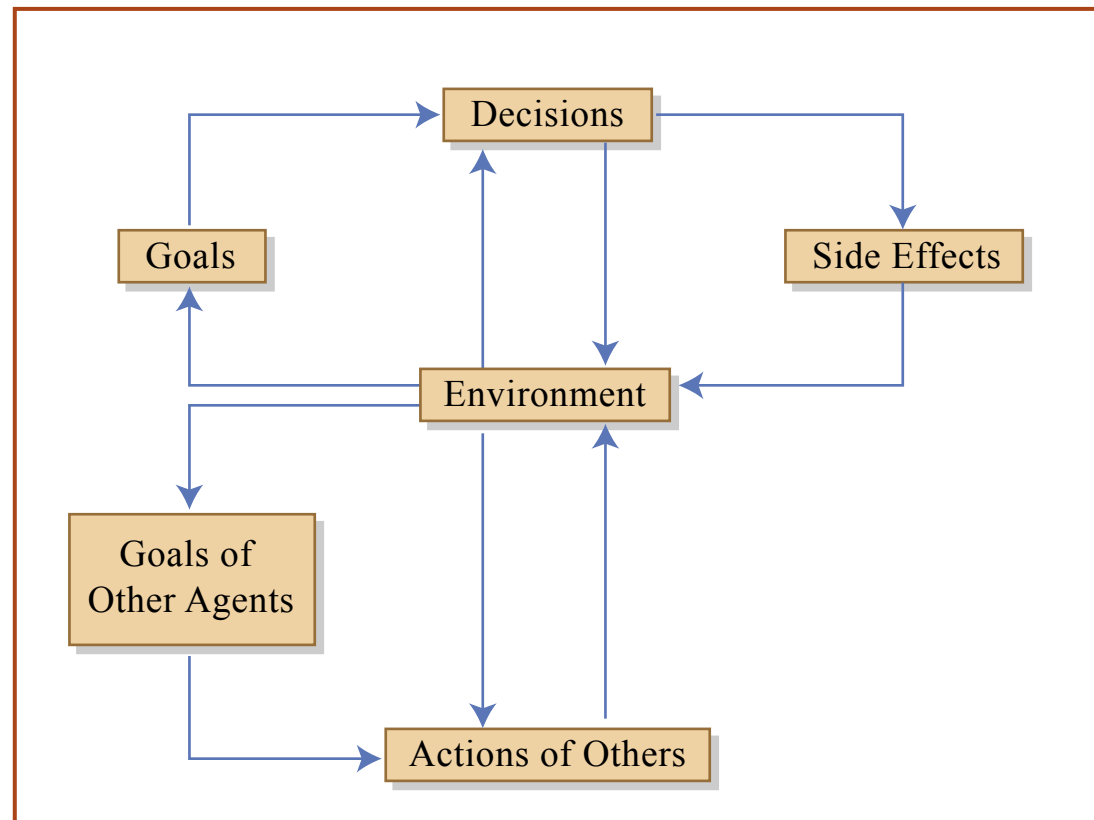 Decisions
Goals
Side Effects
Environment
Goals of
Other Agents
Actions of Others